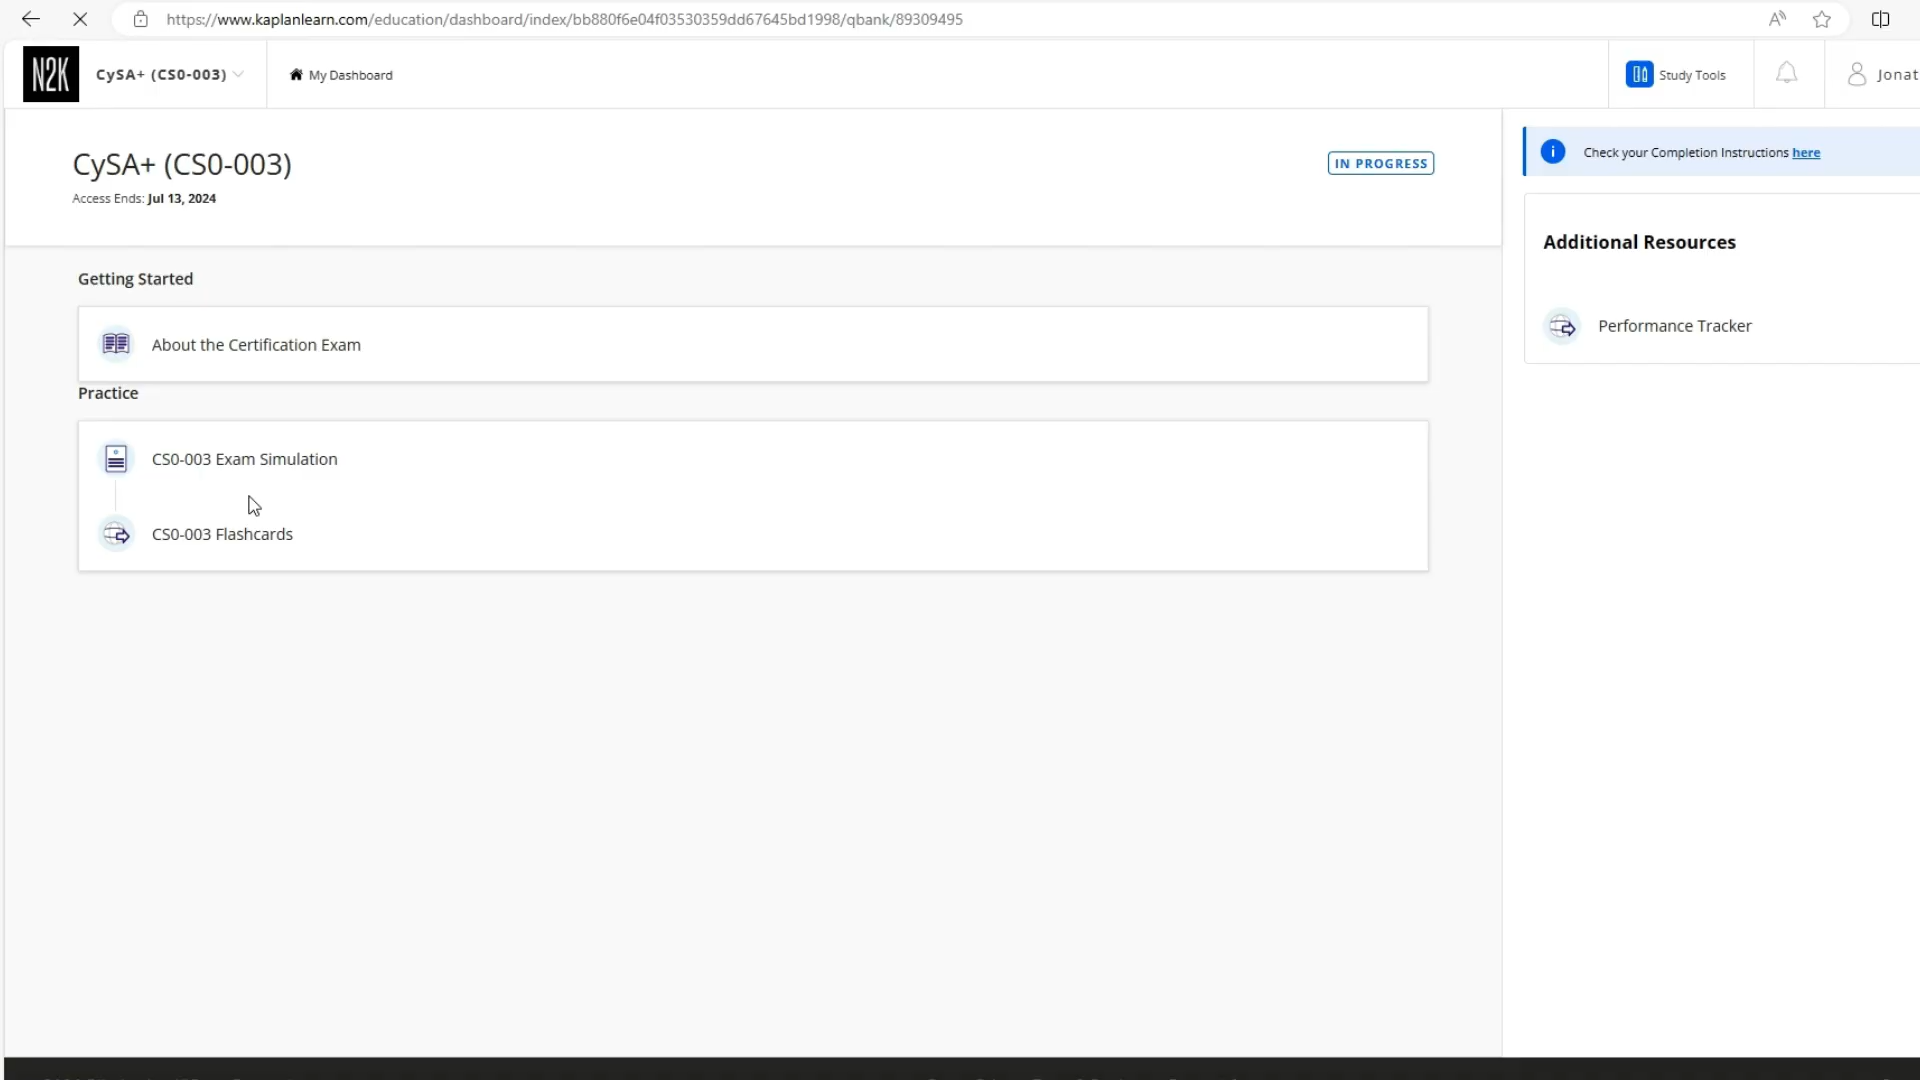 https://www.kaplanlearn.com/education/dashboard/index/bb880f6e04f03530359dd67645bd1998/qbank/89309495
N2K
CySA+ (CS0-003)
My Dashboard
Study Tools
Jonat
CySA+ (CS0-003)
IN PROGRESS
Access Ends: Jul 13, 2024
Check your Completion Instructions here
Additional Resources
Performance Tracker
Getting Started
About the Certification Exam
Practice
CS0-003 Exam Simulation
CS0-003 Flashcards